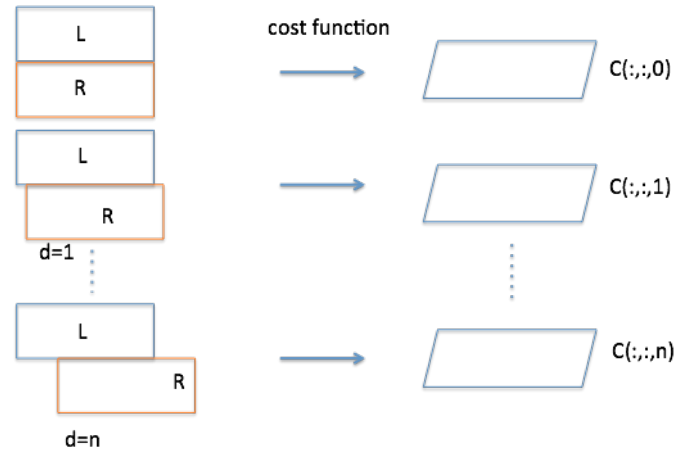 L
cost function
R
C(:,:,0)
L
R
C(:,:,1)
d=1
L
R
C(:,:,n)
d=n